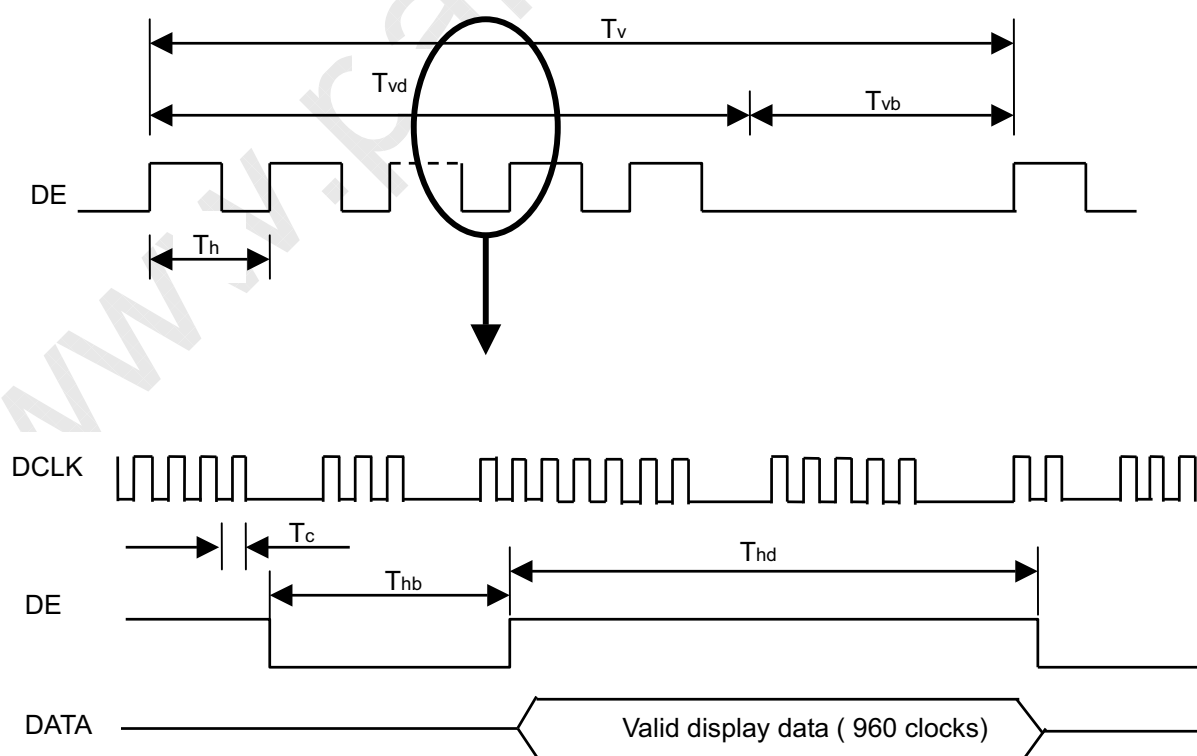 Tv
Tvd
Tvb
DE
Th
DCLK
Tc
Thd
Thb
DE
DATA
Valid display data ( 960 clocks)